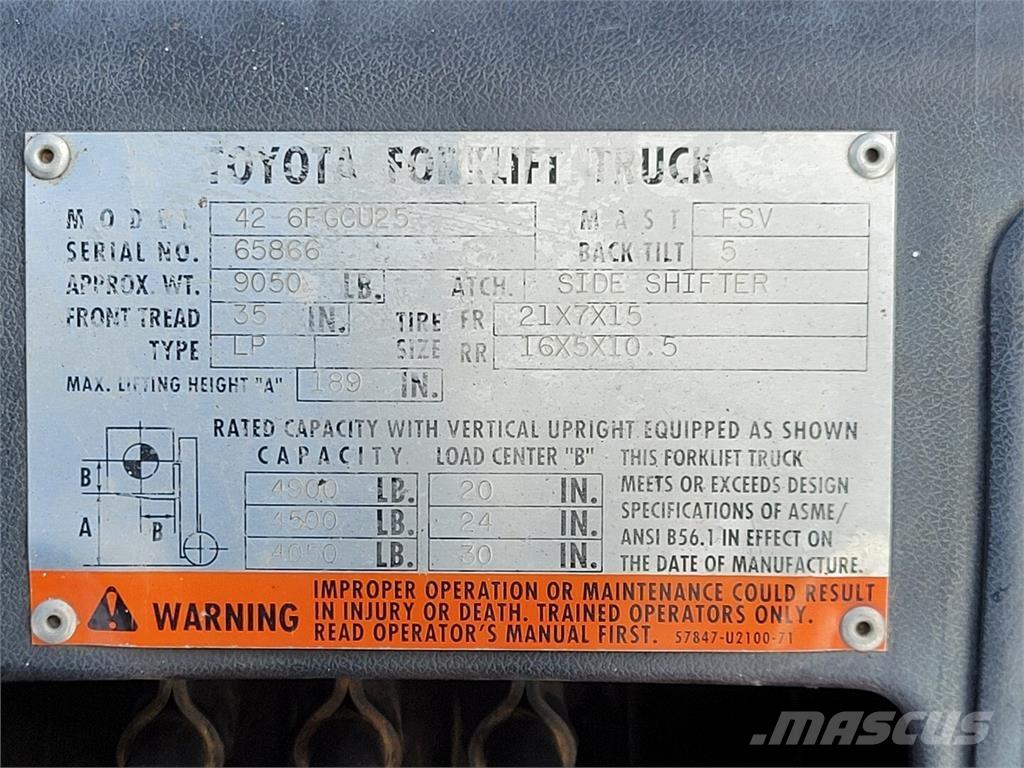 TOYOTA FORKLIFT TRUCK
MODEL 42-6FGCU25 MAST FSV
SERIAL NO. 65866 BACK TILT 5
APPROX. WT. 9050 LB. ATCH. SIDE SHIFTER
FRONT TREAD 35 IN. TIRE FR 21X7X15
TYPE LP SIZE RR 16X5X10.5
MAX. LIFTING HEIGHT "A" 189 IN.
RATED CAPACITY WITH VERTICAL UPRIGHT EQUIPPED AS SHOWN
CAPACITY LOAD CENTER "B"
4900 LB. 20 IN.
4500 LB. 24 IN.
4050 LB. 30 IN.
B
A
B
THIS FORKLIFT TRUCK
MEETS OR EXCEEDS DESIGN
SPECIFICATIONS OF ASME/
ANSI B56.1 IN EFFECT ON
THE DATE OF MANUFACTURE.
WARNING
IMPROPER OPERATION OR MAINTENANCE COULD RESULT
IN INJURY OR DEATH. TRAINED OPERATORS ONLY.
READ OPERATOR'S MANUAL FIRST. 57847-U2100-71
MASCUS